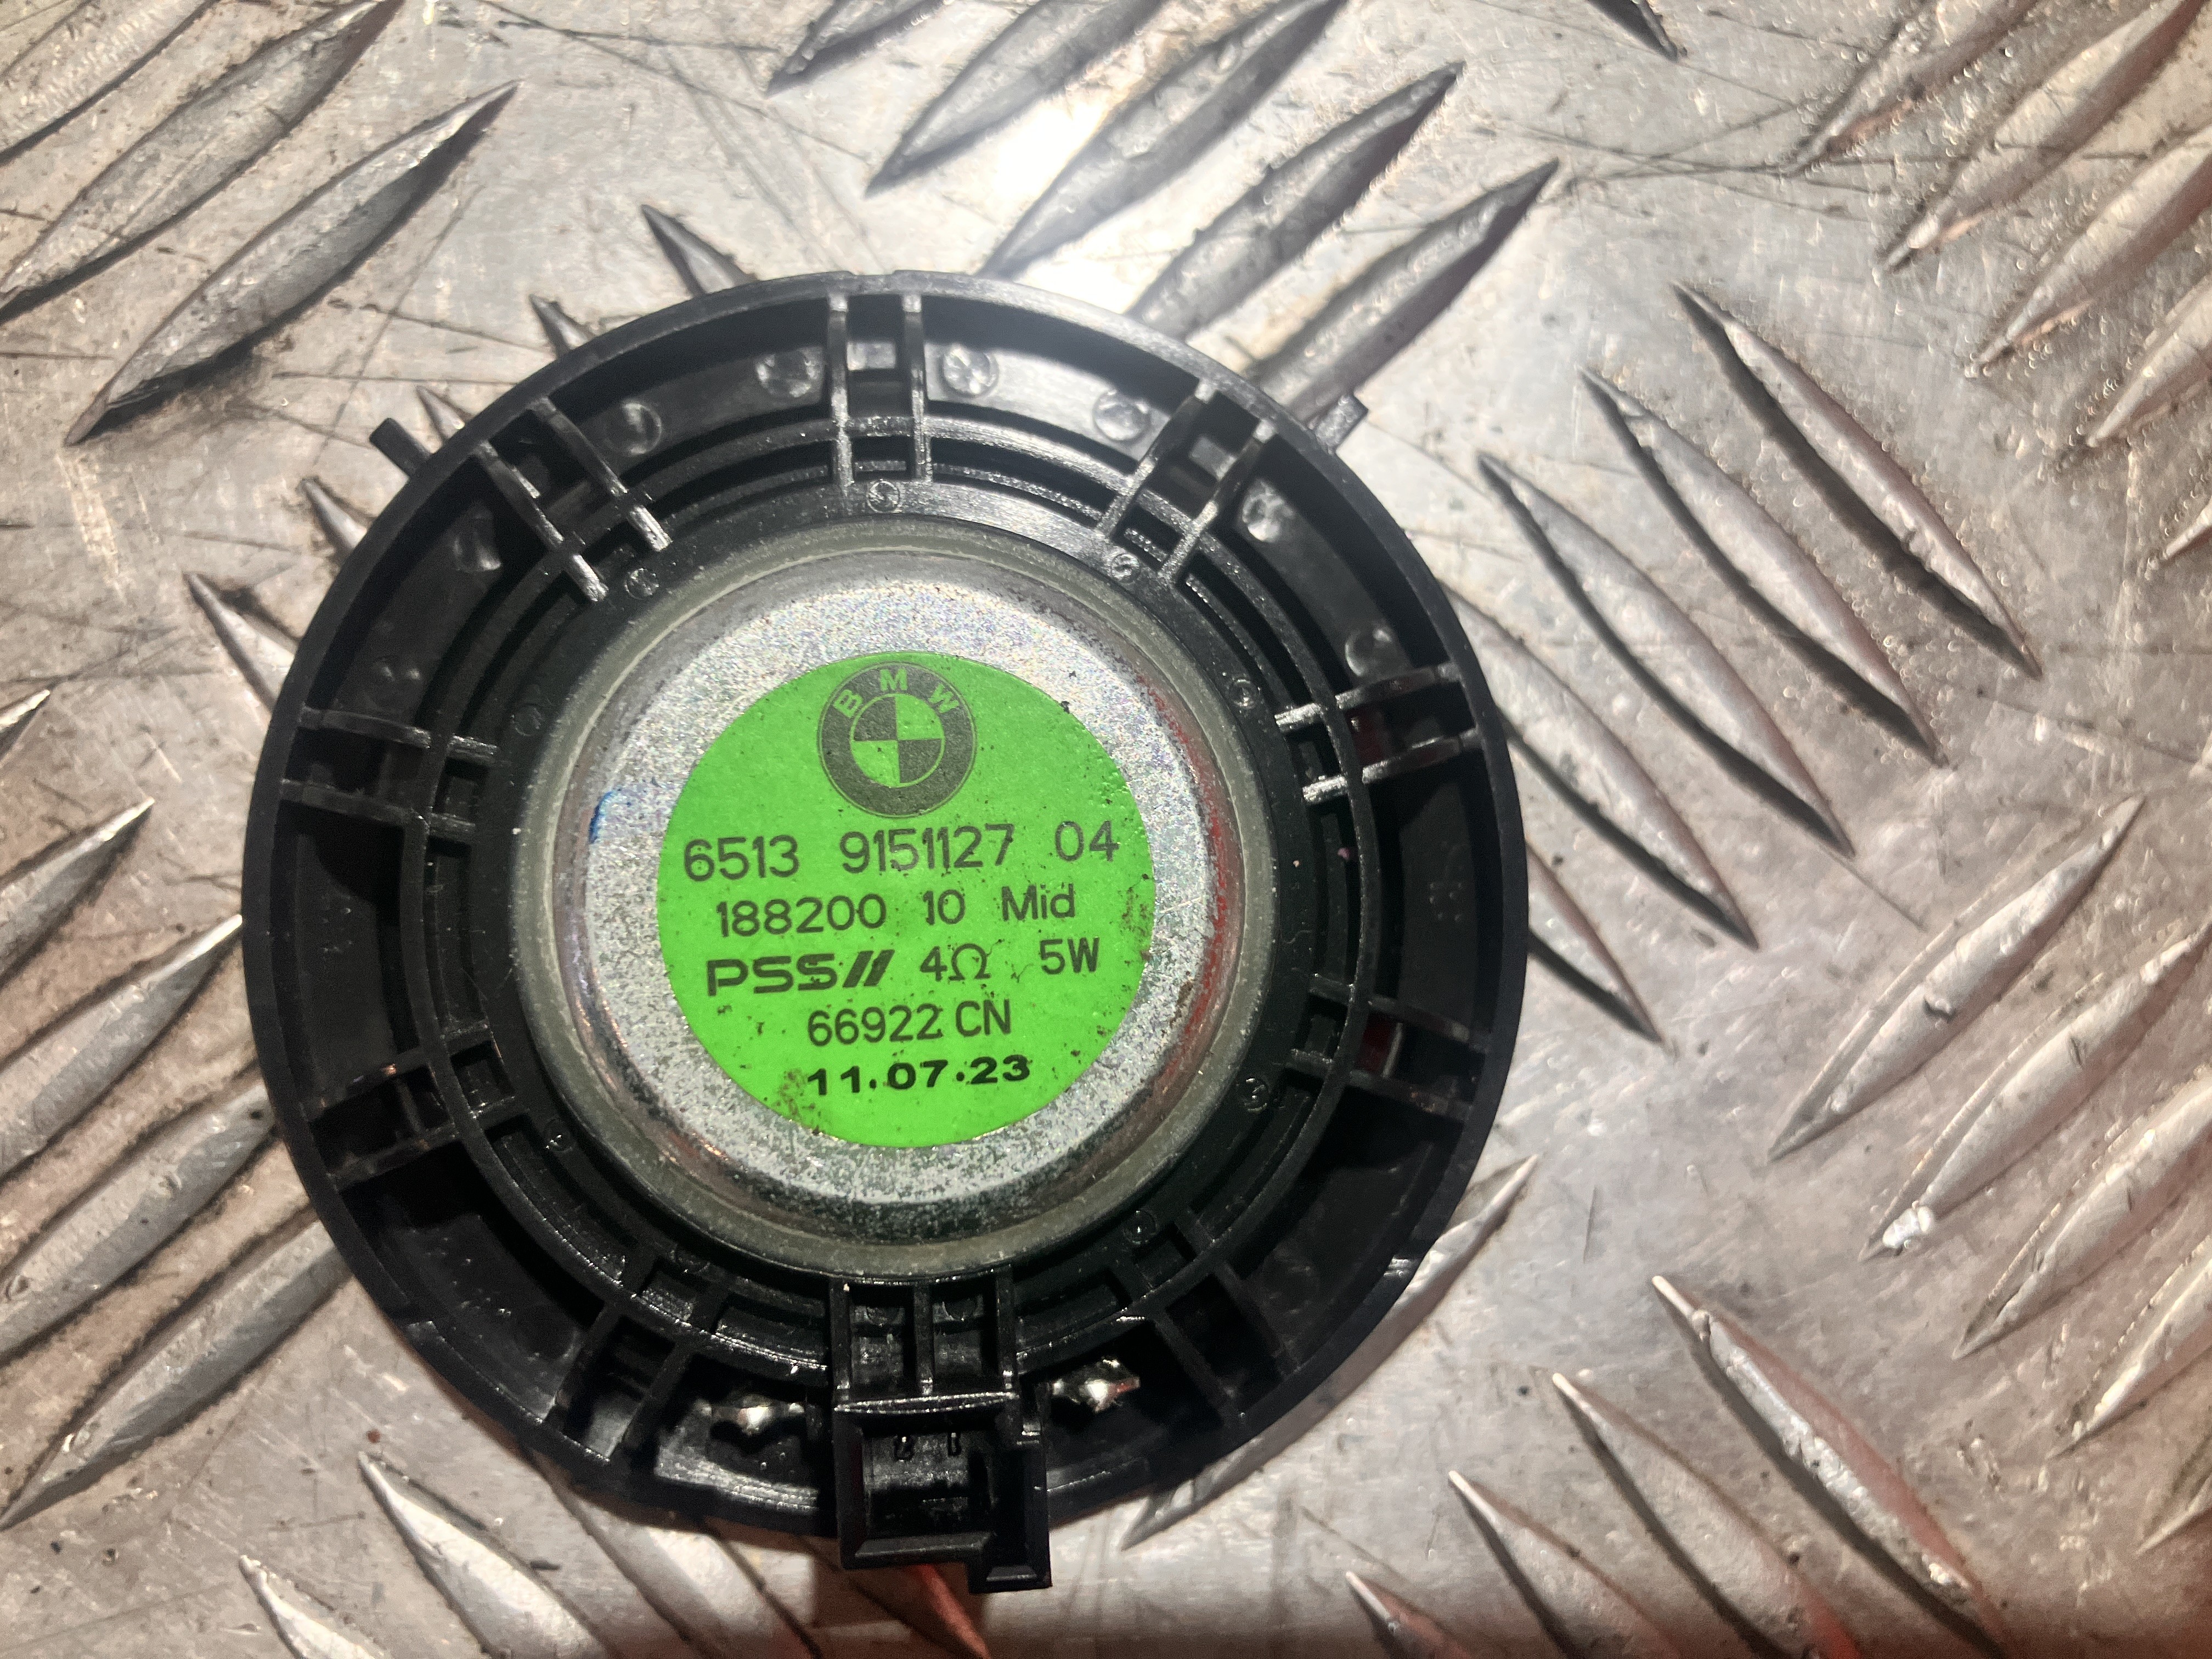 BMW
6513 9151127 04
188200 10 Mid
PSS// 4Ω 5W
66922 CN
11.07.23